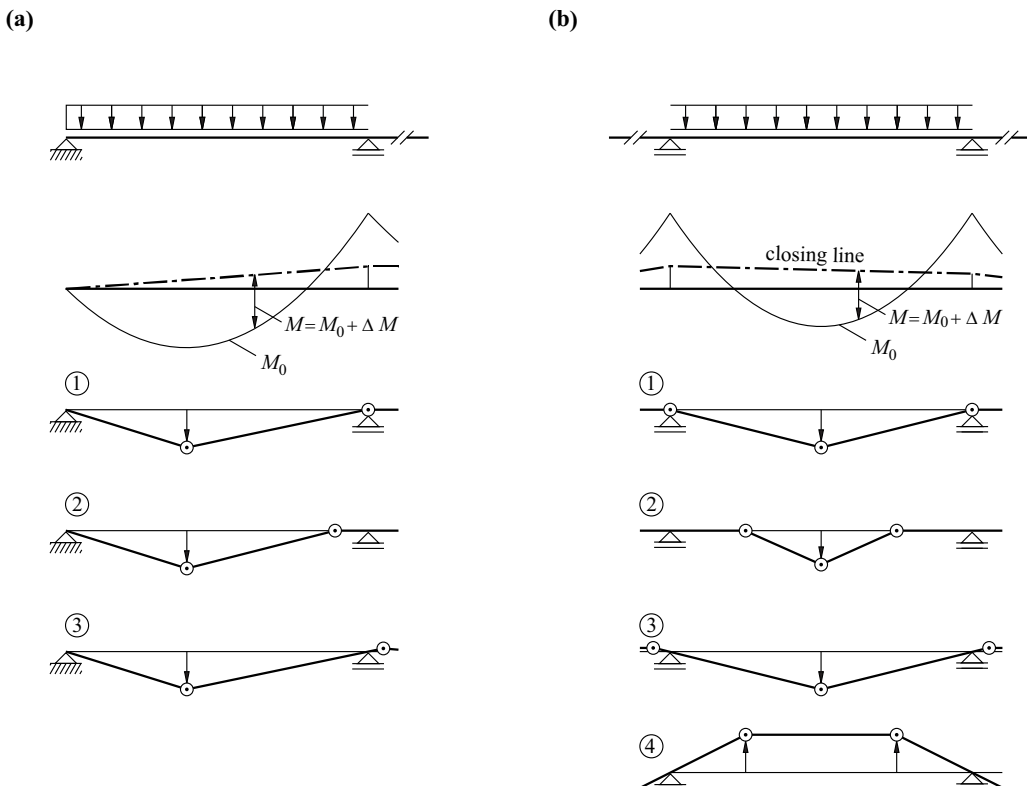 (a)
M = M₀ + Δ M
M₀
①
②
③
(b)
closing line
M = M₀ + Δ M
M₀
①
②
③
④